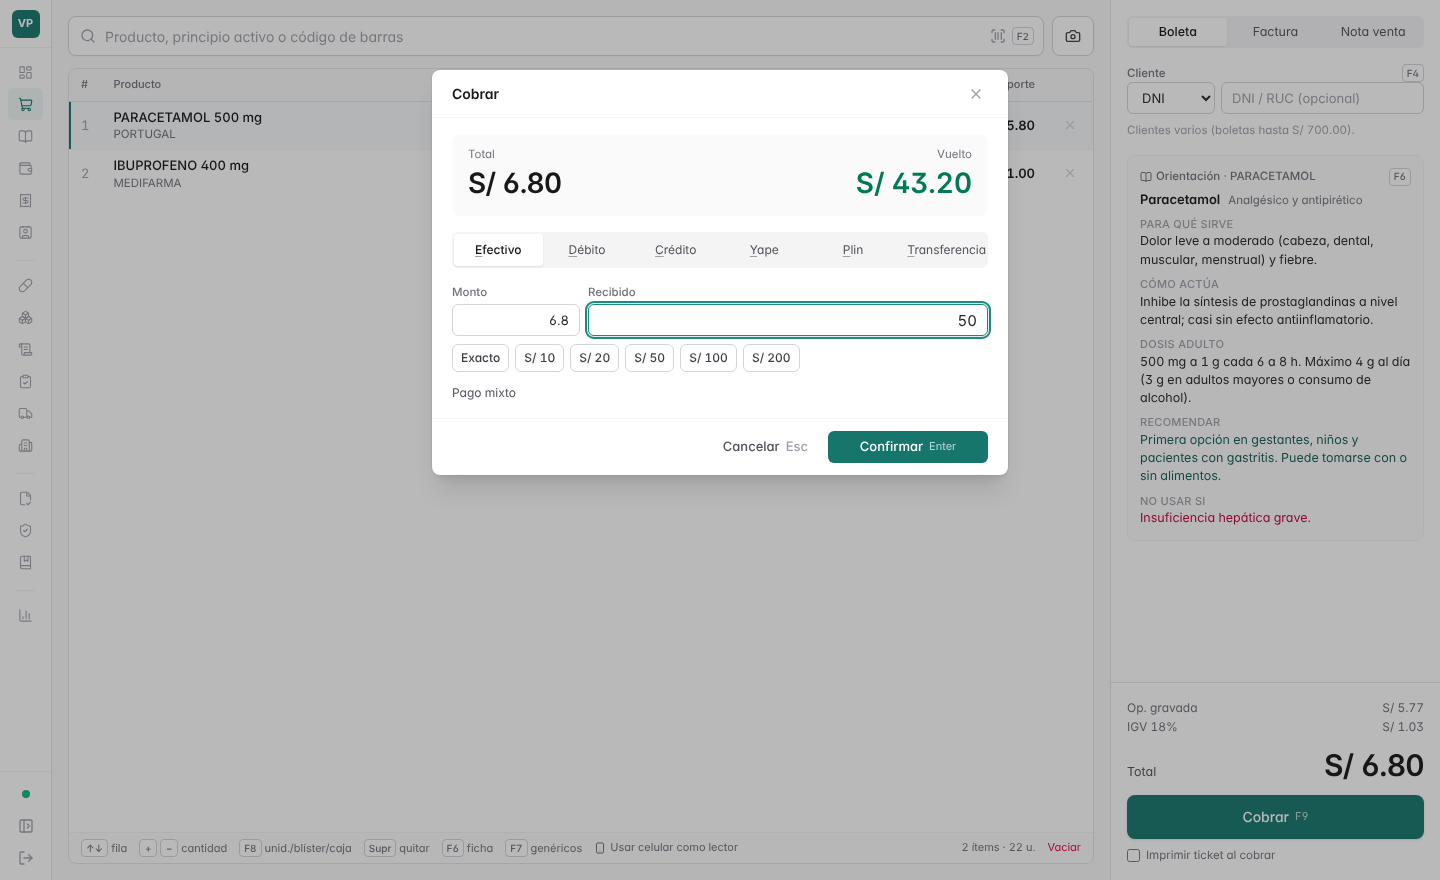 VP
Producto, principio activo o código de barras
F2
# Producto
porte
1 PARACETAMOL 500 mg
PORTUGAL
5.80
2 IBUPROFENO 400 mg
MEDIFARMA
1.00
Cobrar
Total
S/ 6.80
Vuelto
S/ 43.20
Efectivo Débito Crédito Yape Plin Transferencia
Monto Recibido
6.8 50
Exacto S/ 10 S/ 20 S/ 50 S/ 100 S/ 200
Pago mixto
Cancelar Esc Confirmar Enter
↑↓ fila + − cantidad F8 unid./blíster/caja Supr quitar F6 ficha F7 genéricos Usar celular como lector 2 ítems · 22 u. Vaciar
Boleta Factura Nota venta
Cliente F4
DNI DNI / RUC (opcional)
Clientes varios (boletas hasta S/ 700.00).
Orientación · PARACETAMOL F6
Paracetamol Analgésico y antipirético
PARA QUÉ SIRVE
Dolor leve a moderado (cabeza, dental,
muscular, menstrual) y fiebre.
CÓMO ACTÚA
Inhibe la síntesis de prostaglandinas a nivel
central; casi sin efecto antiinflamatorio.
DOSIS ADULTO
500 mg a 1 g cada 6 a 8 h. Máximo 4 g al día
(3 g en adultos mayores o consumo de
alcohol).
RECOMENDAR
Primera opción en gestantes, niños y
pacientes con gastritis. Puede tomarse con o
sin alimentos.
NO USAR SI
Insuficiencia hepática grave.
Op. gravada S/ 5.77
IGV 18% S/ 1.03
Total S/ 6.80
Cobrar F9
Imprimir ticket al cobrar